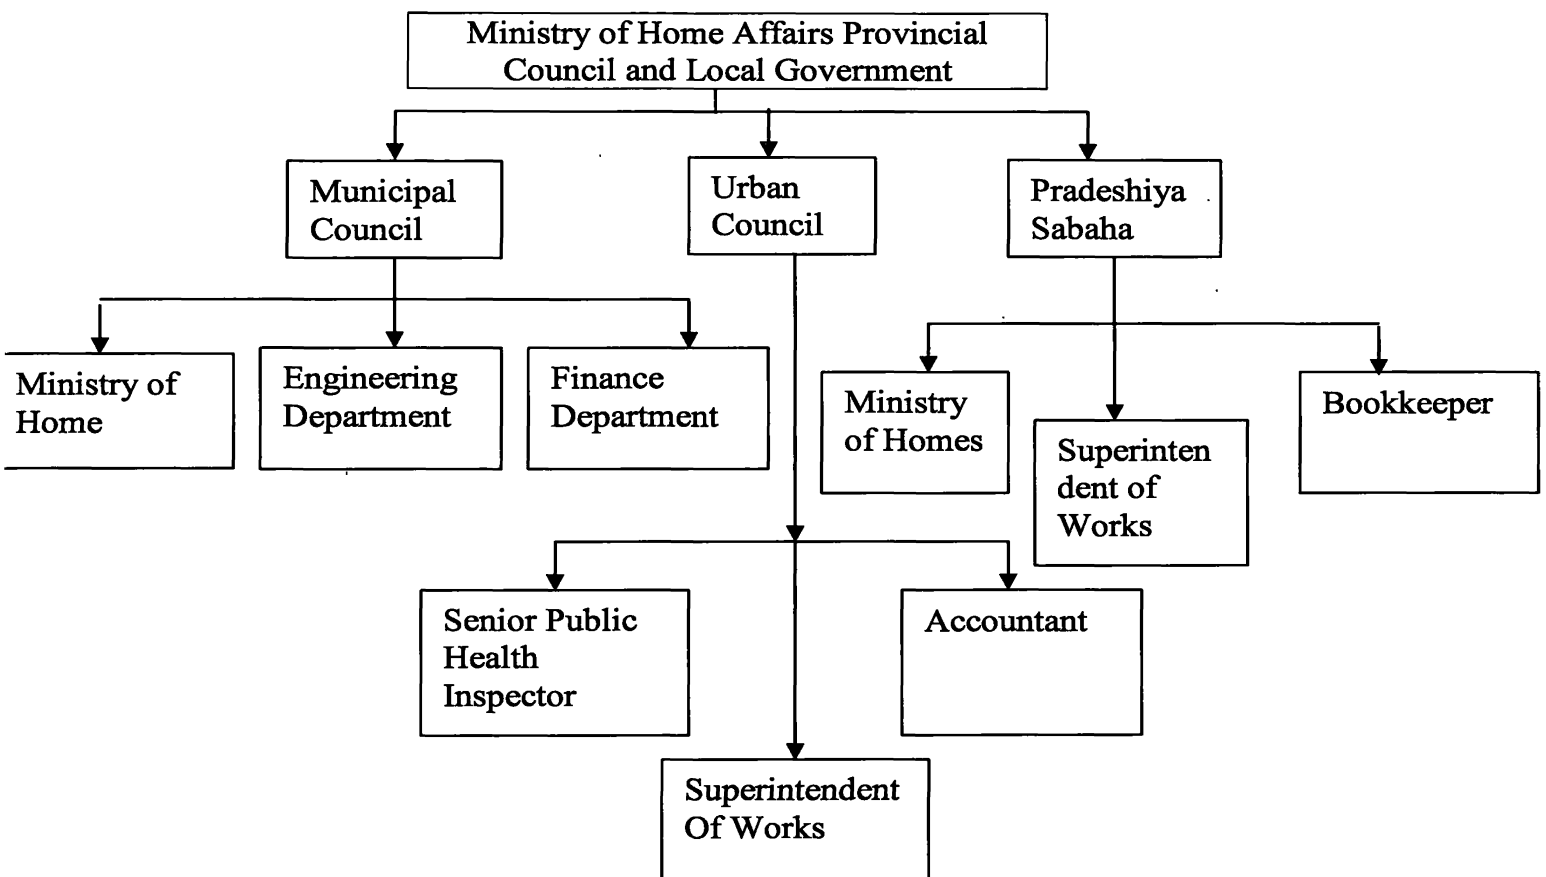 Ministry of Home Affairs Provincial
Council and Local Government
Municipal
Council
Urban
Council
Pradeshiya
Sabaha
Ministry of
Home
Engineering
Department
Finance
Department
Ministry
of Homes
Superinten
dent of
Works
Bookkeeper
Senior Public
Health
Inspector
Accountant
Superintendent
Of Works